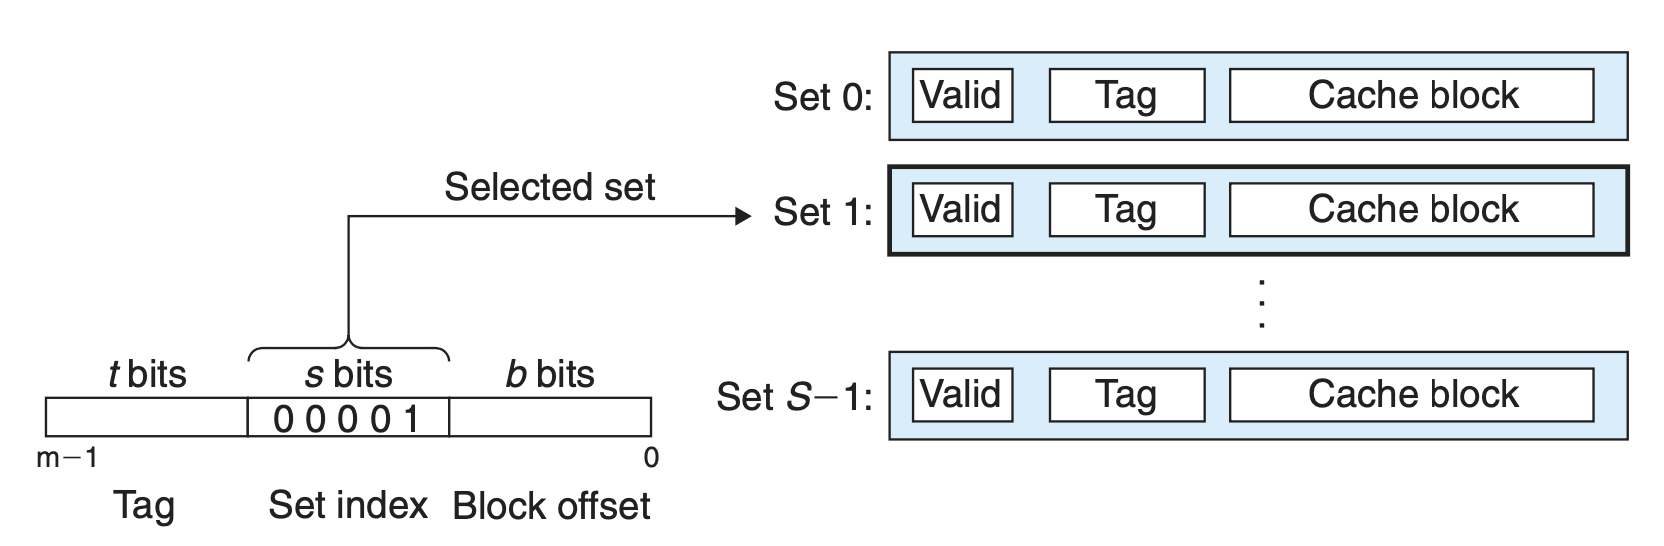 Set 0: Valid Tag Cache block
Selected set
Set 1: Valid Tag Cache block
⋮
t bits s bits b bits
Set S−1: Valid Tag Cache block
0 0 0 0 1
m−1 0
Tag Set index Block offset